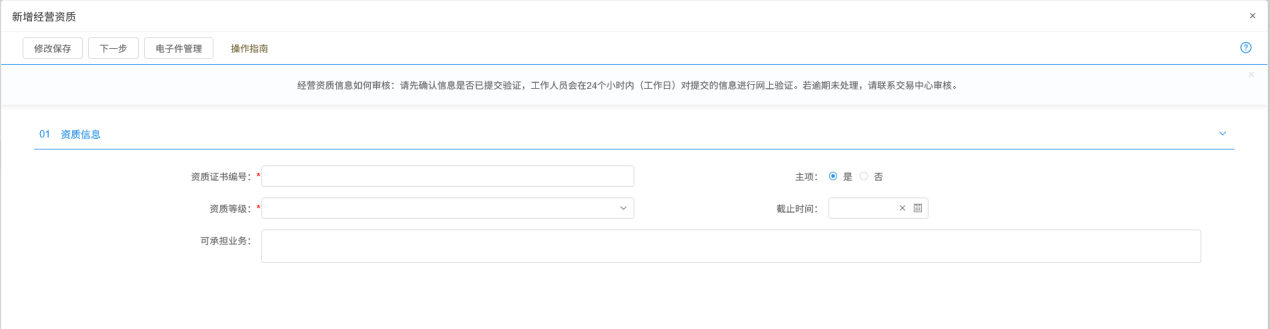 新增经营资质
×
修改保存 下一步 电子件管理 操作指南
经营资质信息如何审核：请先确认信息是否已提交验证，工作人员会在24个小时内（工作日）对提交的信息进行网上验证。若逾期未处理，请联系交易中心审核。
01 资质信息
资质证书编号：* 主项： 是 否
资质等级：* 截止时间：
可承担业务：